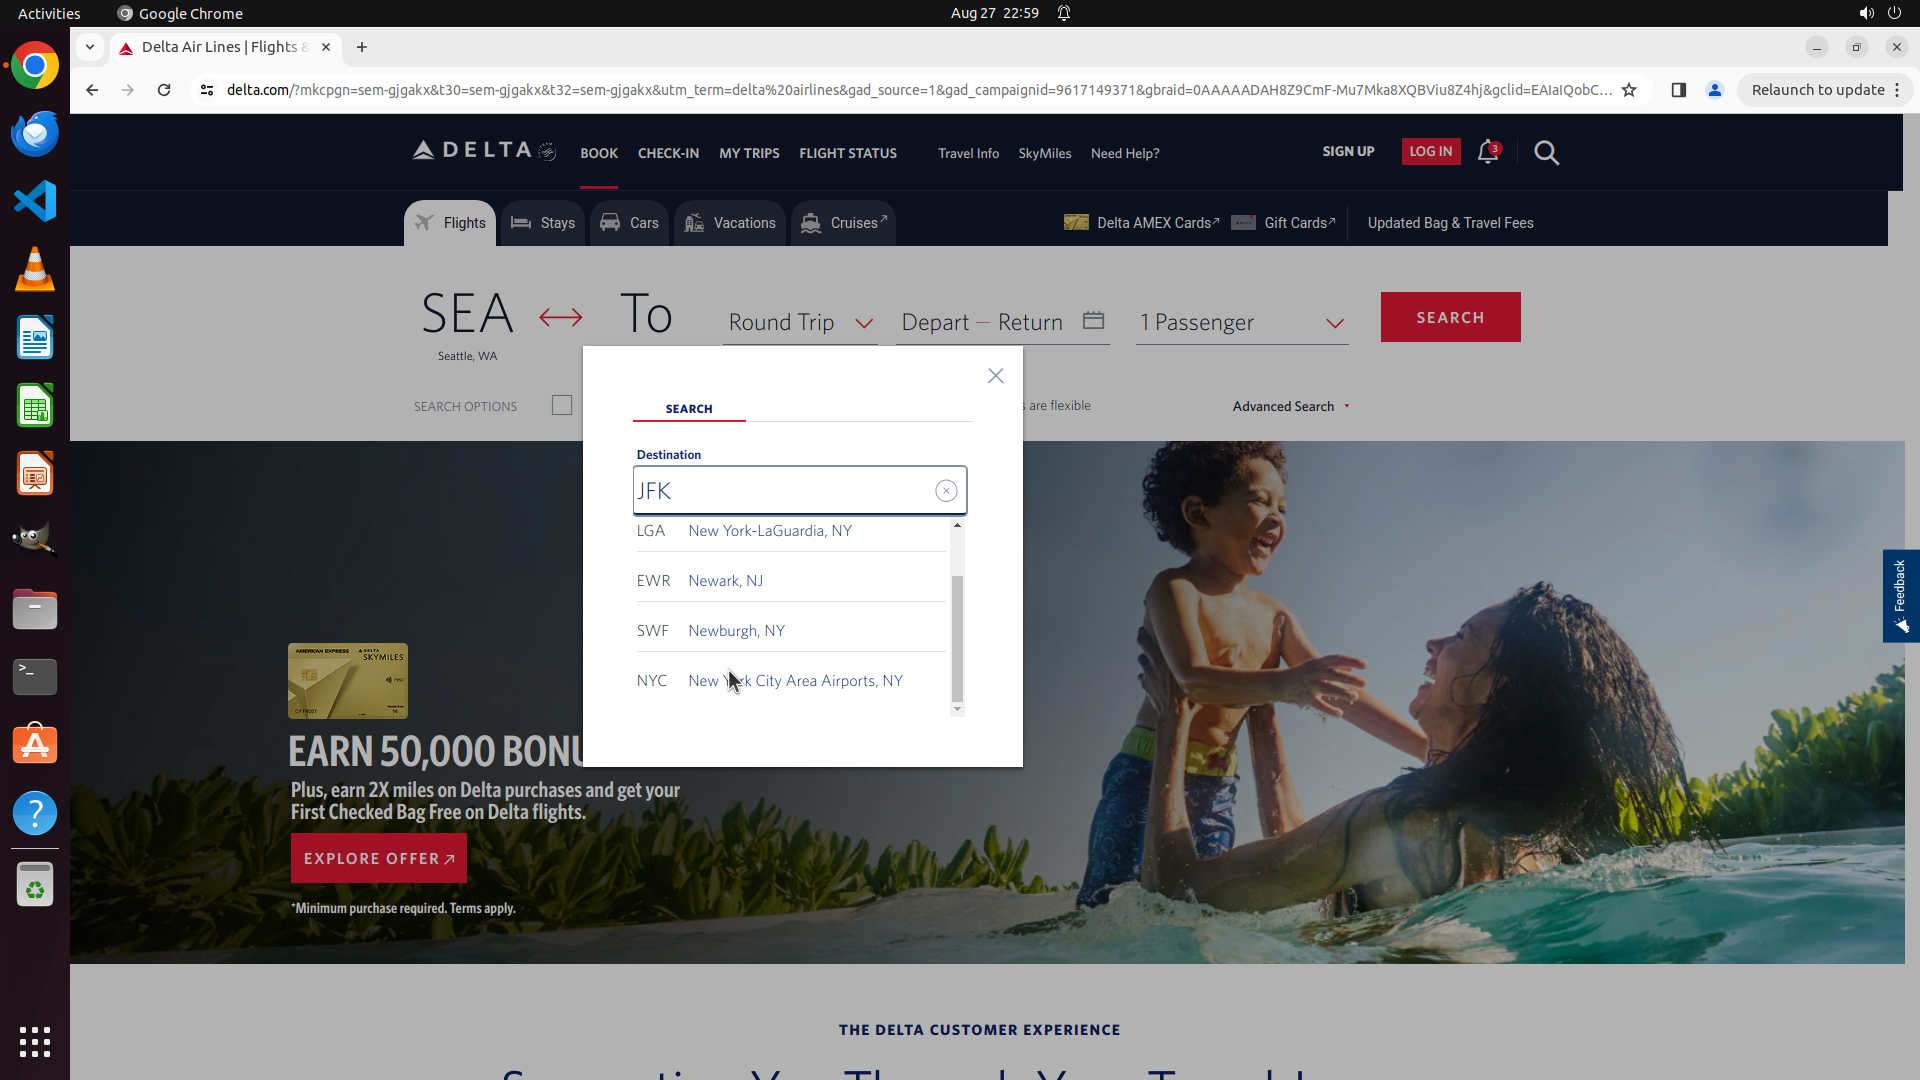 Activities
Google Chrome
Aug 27 22:59
Delta Air Lines | Flights &
delta.com/?mkcpgn=sem-gjgakx&t30=sem-gjgakx&t32=sem-gjgakx&utm_term=delta%20airlines&gad_source=1&gad_campaignid=9617149371&gbraid=0AAAAADAH8Z9CmF-Mu7Mka8XQBViu8Z4hj&gclid=EAIaIQobC...
Relaunch to update
DELTA
BOOK
CHECK-IN
MY TRIPS
FLIGHT STATUS
Travel Info
SkyMiles
Need Help?
SIGN UP
LOG IN
3
Flights
Stays
Cars
Vacations
Cruises
Delta AMEX Cards
Gift Cards
Updated Bag & Travel Fees
SEA
To
Seattle, WA
Round Trip
Depart — Return
1 Passenger
SEARCH
SEARCH OPTIONS
are flexible
Advanced Search
SEARCH
Destination
JFK
LGA New York-LaGuardia, NY
EWR Newark, NJ
SWF Newburgh, NY
NYC New York City Area Airports, NY
AMERICAN EXPRESS
DELTA
SKYMILES
EARN 50,000 BONU
Plus, earn 2X miles on Delta purchases and get your
First Checked Bag Free on Delta flights.
EXPLORE OFFER
*Minimum purchase required. Terms apply.
Feedback
THE DELTA CUSTOMER EXPERIENCE